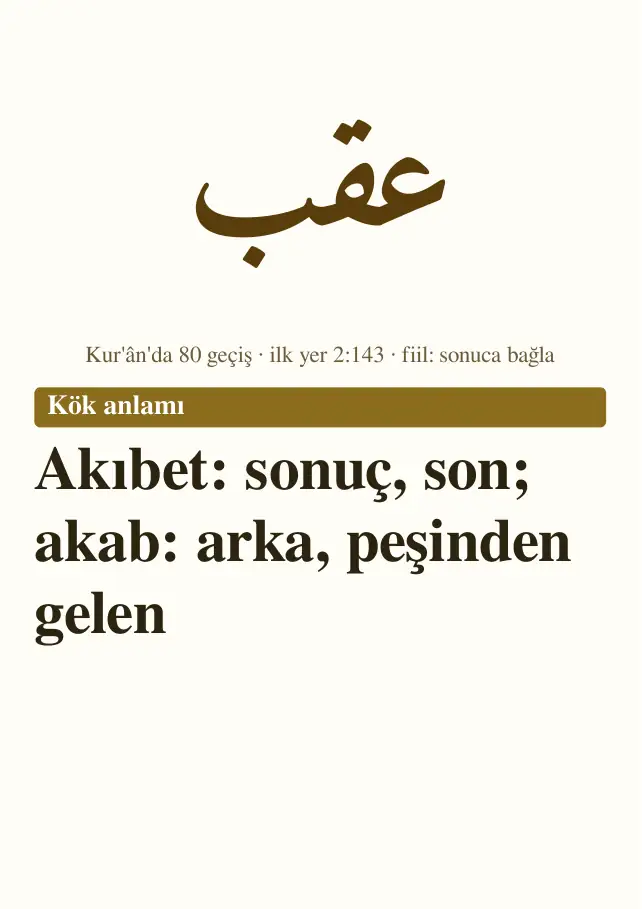 عقب
Kur'ân'da 80 geçiş · ilk yer 2:143 · fiil: sonuca bağla
Kök anlamı
Akıbet: sonuç, son;
akab: arka, peşinden
gelen